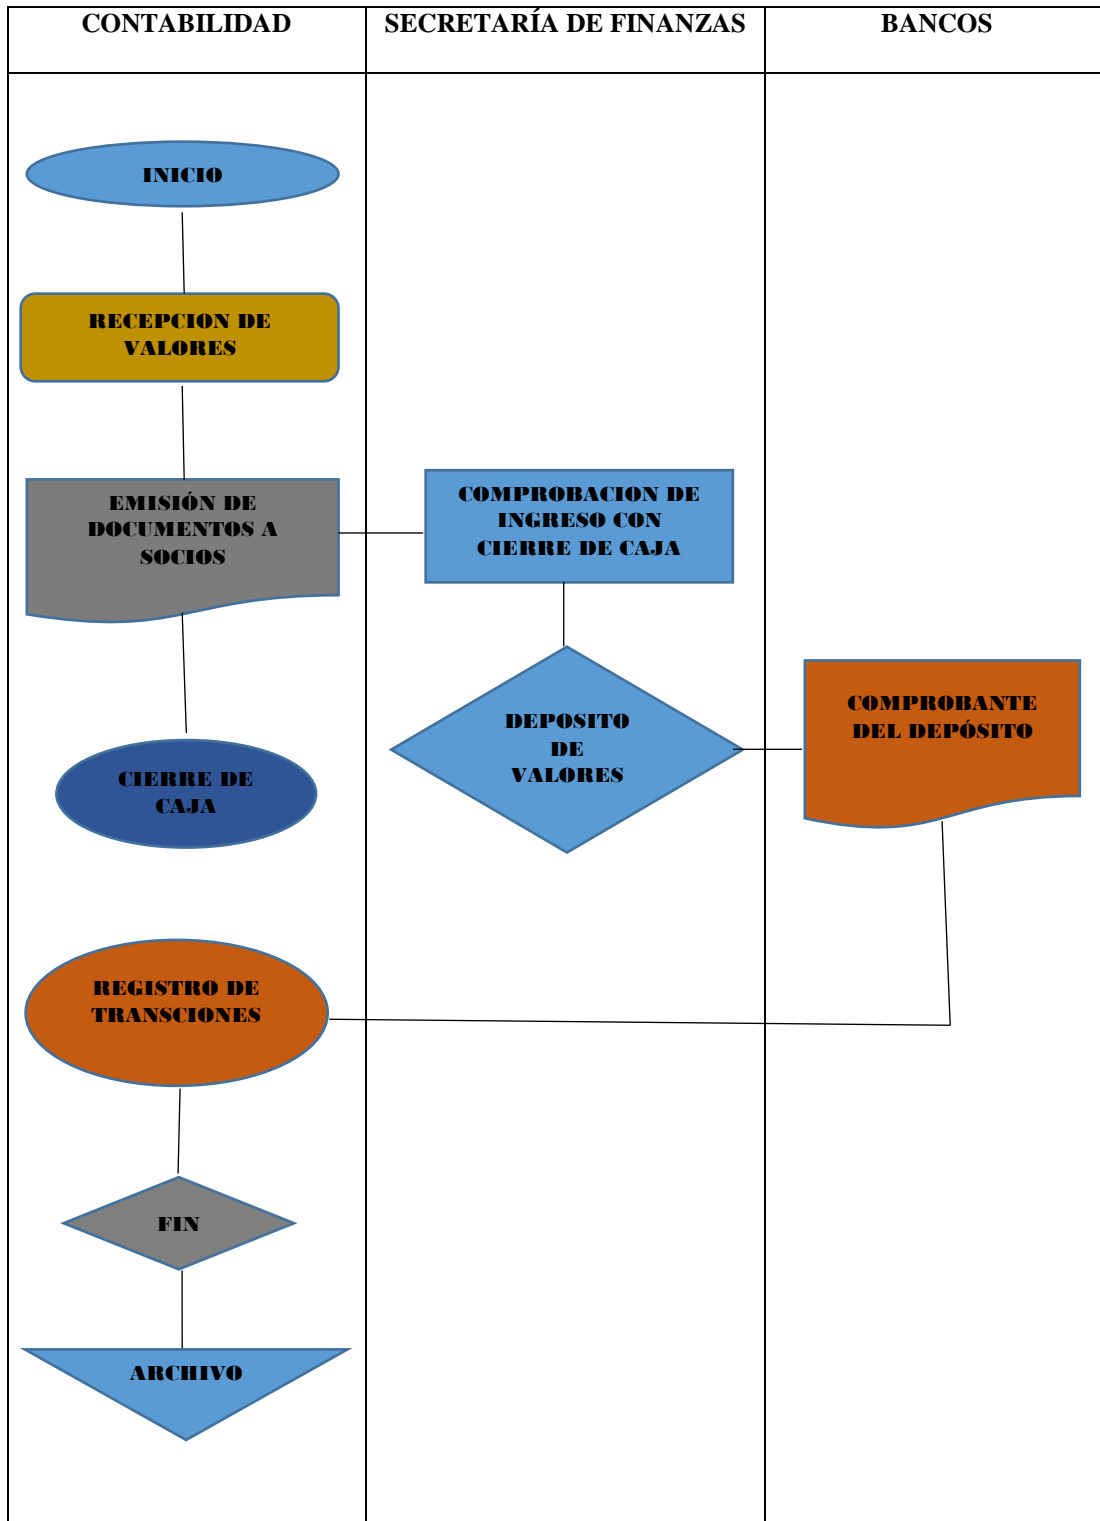 CONTABILIDAD
SECRETARÍA DE FINANZAS
BANCOS
INICIO
RECEPCION DE
VALORES
EMISIÓN DE
DOCUMENTOS A
SOCIOS
COMPROBACION DE
INGRESO CON
CIERRE DE CAJA
DEPOSITO
DE
VALORES
COMPROBANTE
DEL DEPÓSITO
CIERRE DE
CAJA
REGISTRO DE
TRANSCIONES
FIN
ARCHIVO